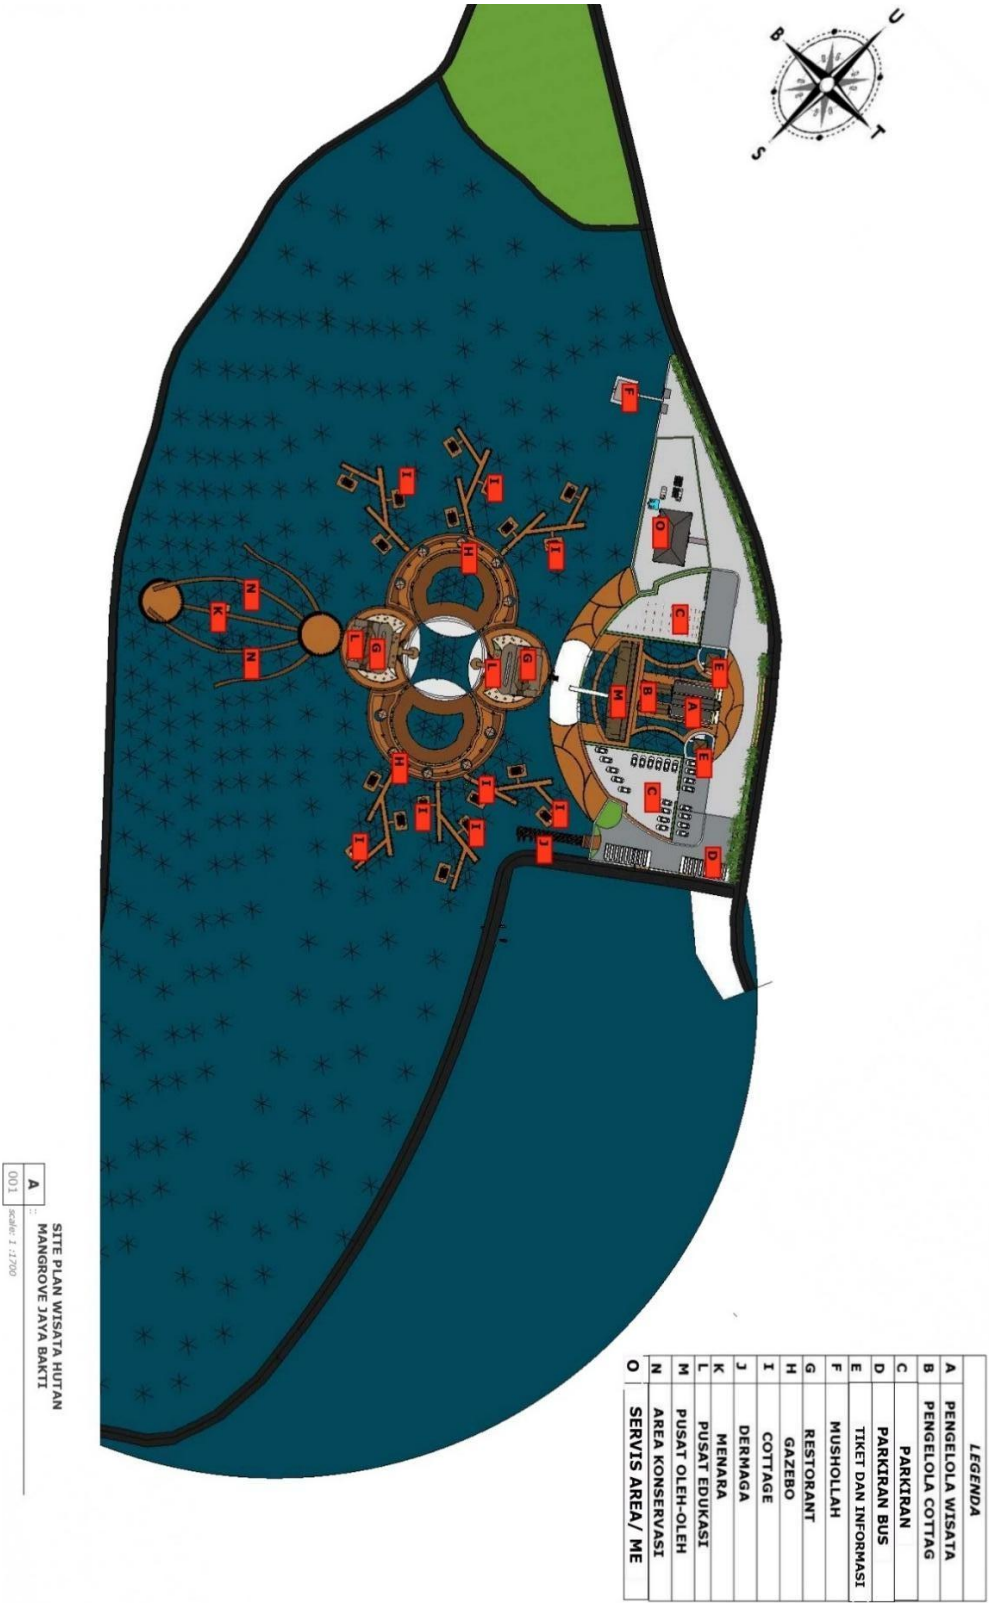 U
B
T
S
LEGENDA
A PENGELOLA WISATA
B PENGELOLA COTTAG
C PARKIRAN
D PARKIRAN BUS
E TIKET DAN INFORMASI
F MUSHOLLAH
G RESTORANT
H GAZEBO
I COTTAGE
J DERMAGA
K MENARA
L PUSAT EDUKASI
M PUSAT OLEH-OLEH
N AREA KONSERVASI
O SERVIS AREA/ ME
F
O
C
E
A
B
M
E
C
D
J
I
I
I
H
G
L
L
G
N
K
N
H
I
I
I
I
I
A
001
SITE PLAN WISATA HUTAN
:: MANGROVE JAYA BAKTI
scale: 1 :1700